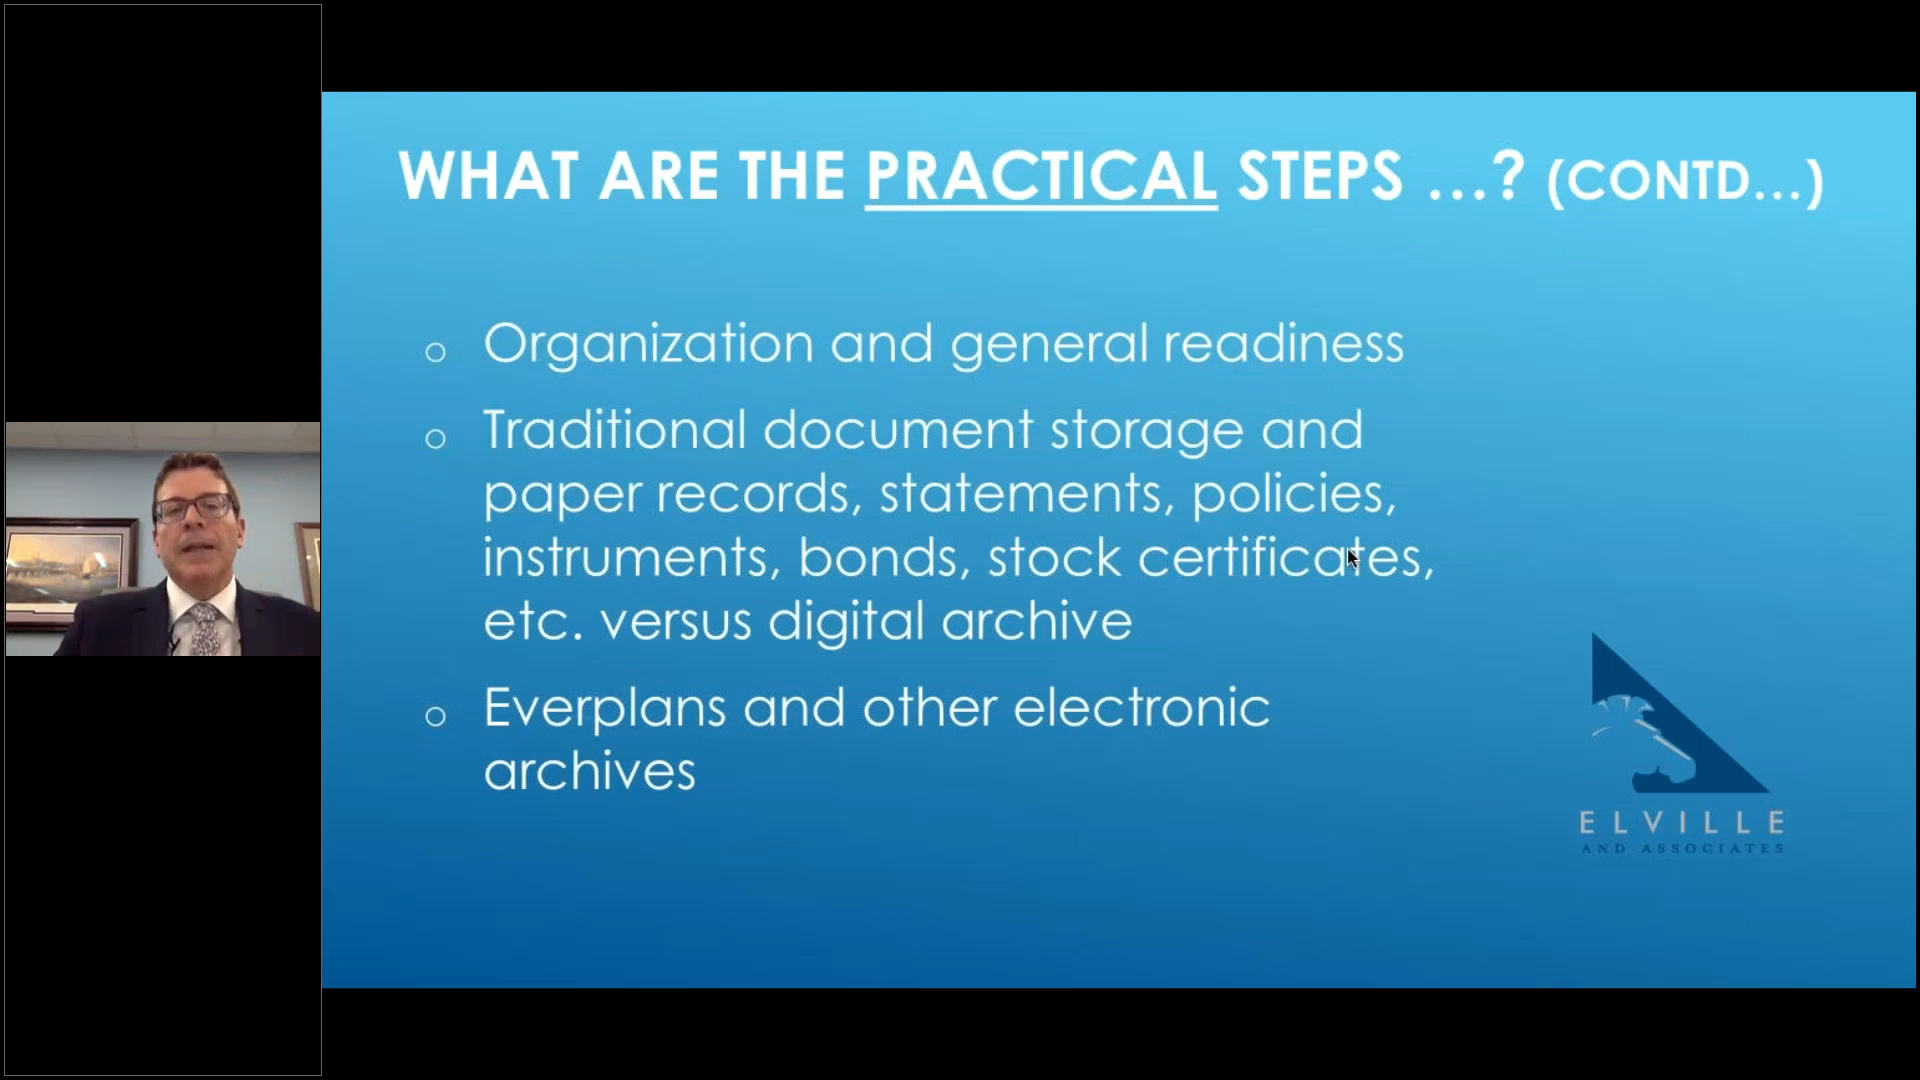 WHAT ARE THE PRACTICAL STEPS ...? (CONTD...)
o Organization and general readiness
o Traditional document storage and
paper records, statements, policies,
instruments, bonds, stock certificates,
etc. versus digital archive
o Everplans and other electronic
archives
ELVILLE
AND ASSOCIATES